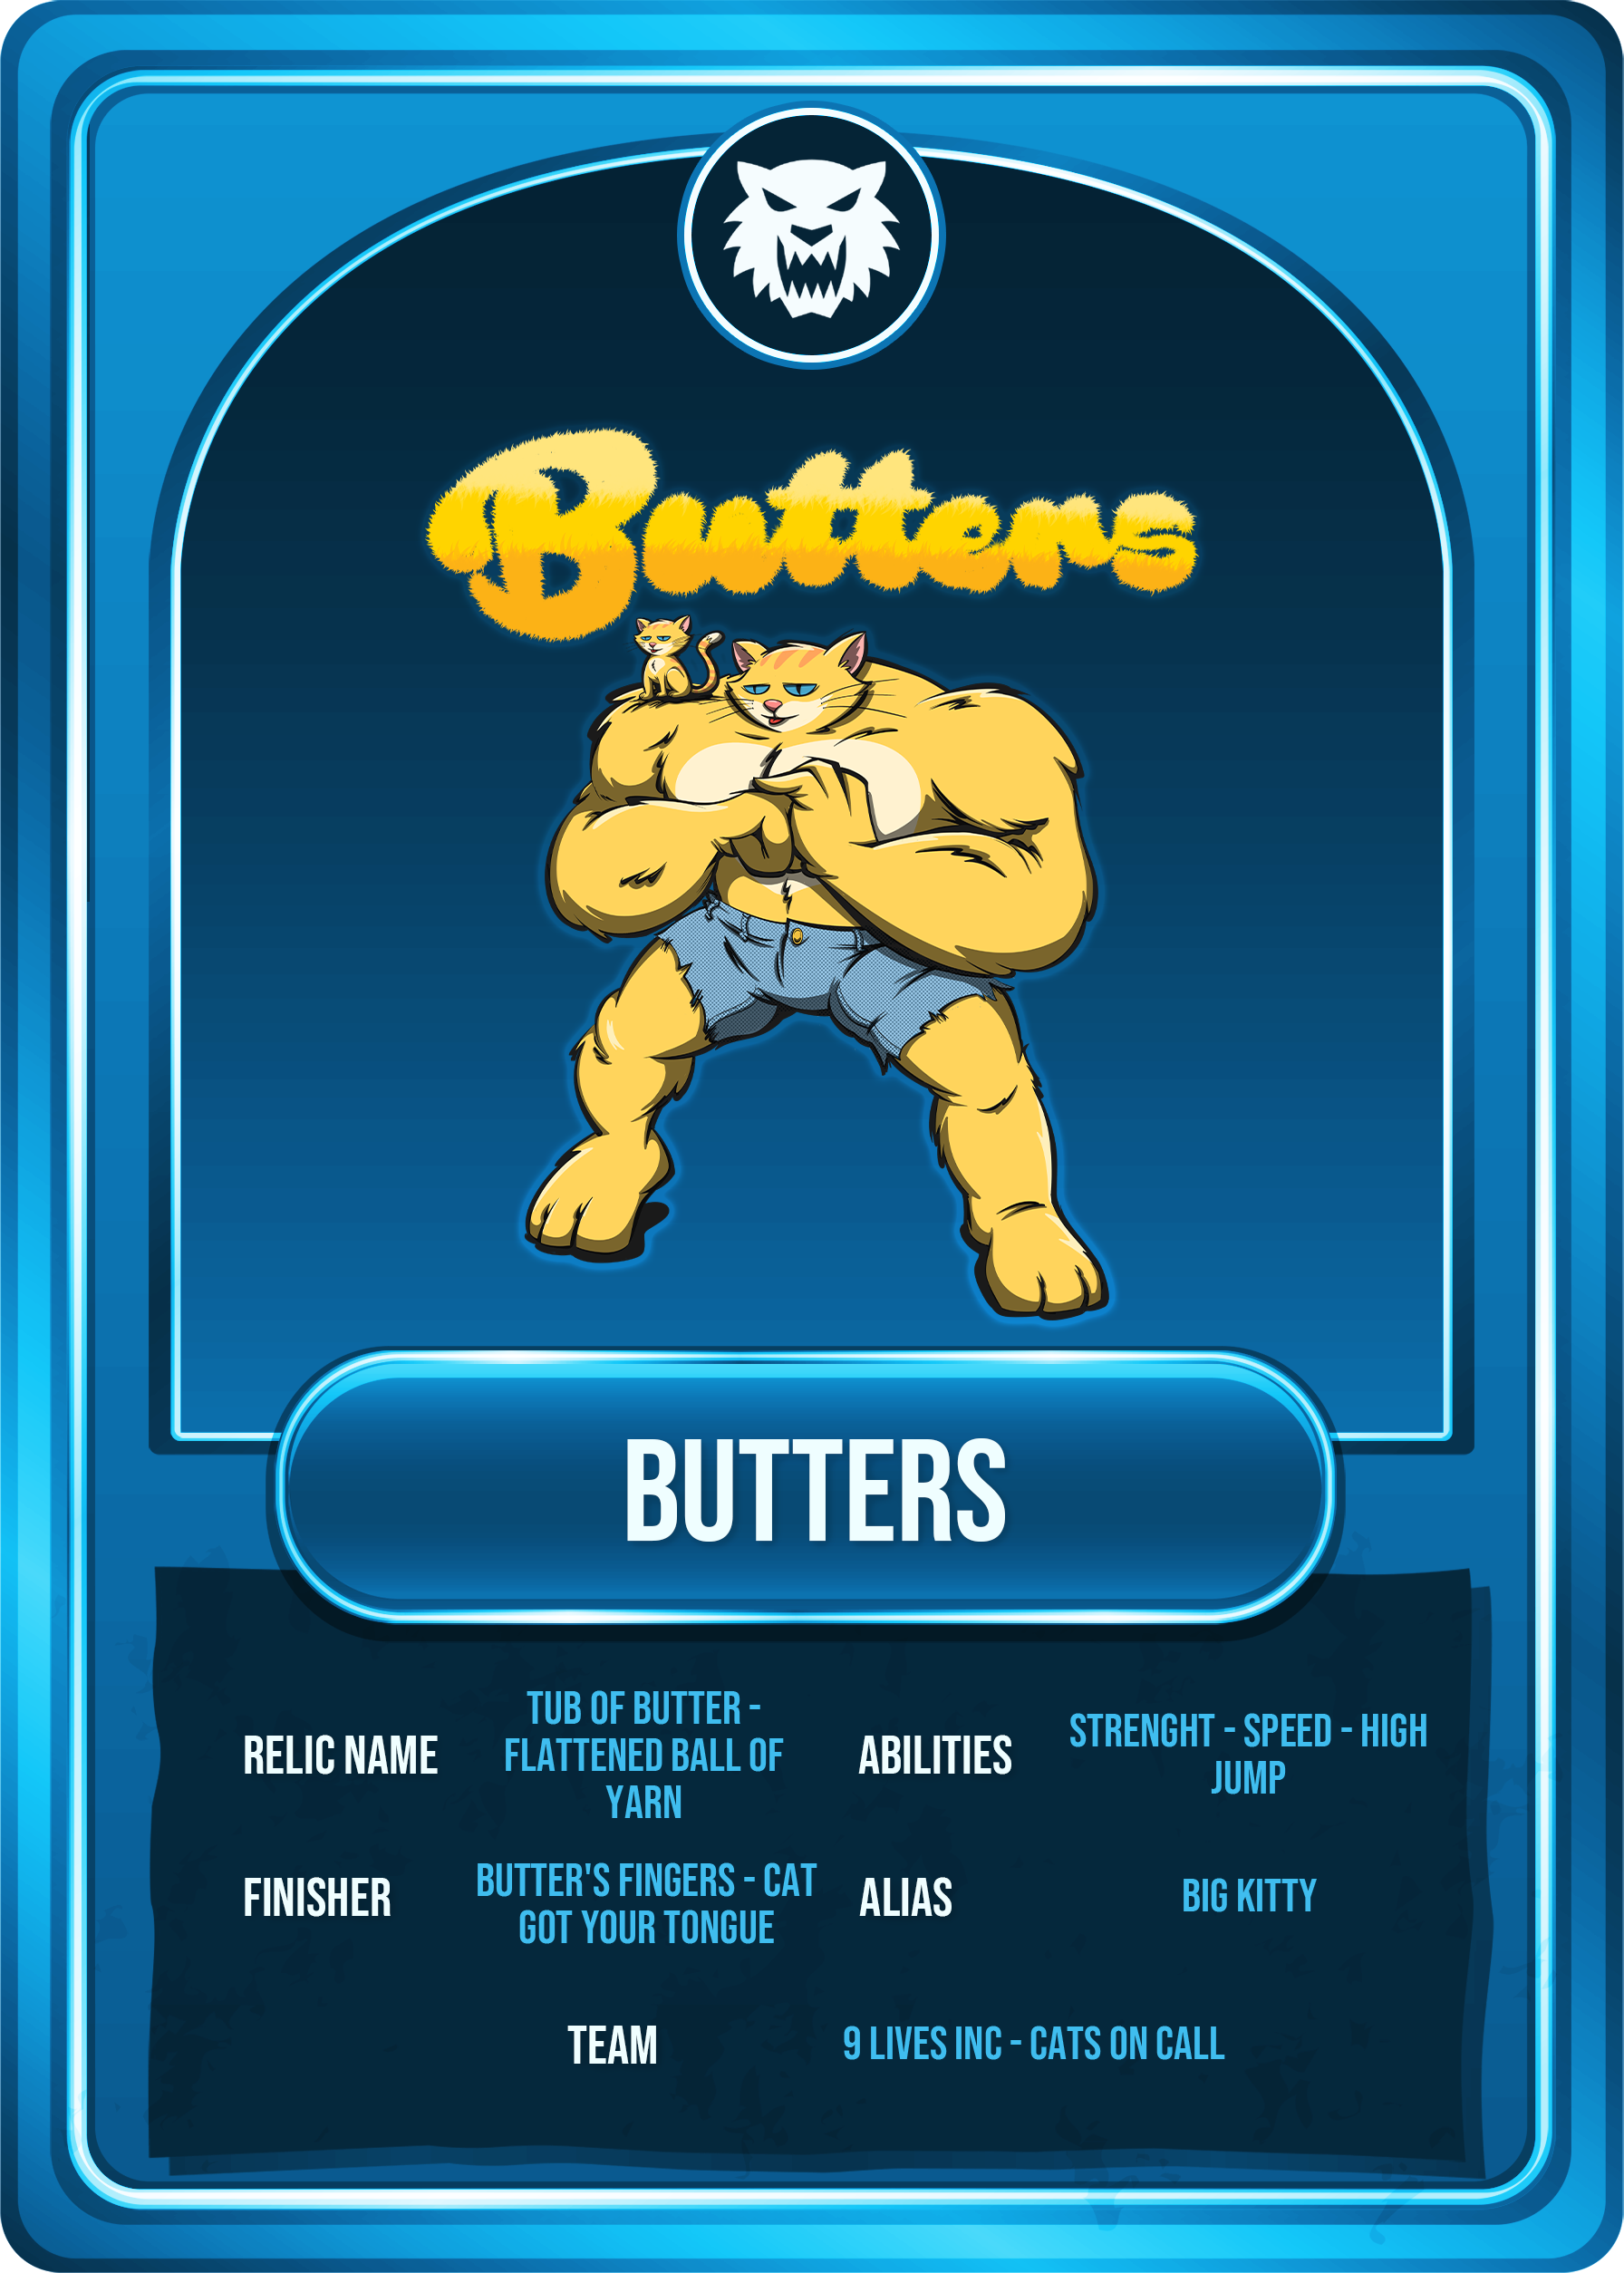 Butters
BUTTERS
RELIC NAME
TUB OF BUTTER -
FLATTENED BALL OF
YARN
ABILITIES
STRENGHT - SPEED - HIGH
JUMP
FINISHER
BUTTER'S FINGERS - CAT
GOT YOUR TONGUE
ALIAS
BIG KITTY
TEAM
9 LIVES INC - CATS ON CALL